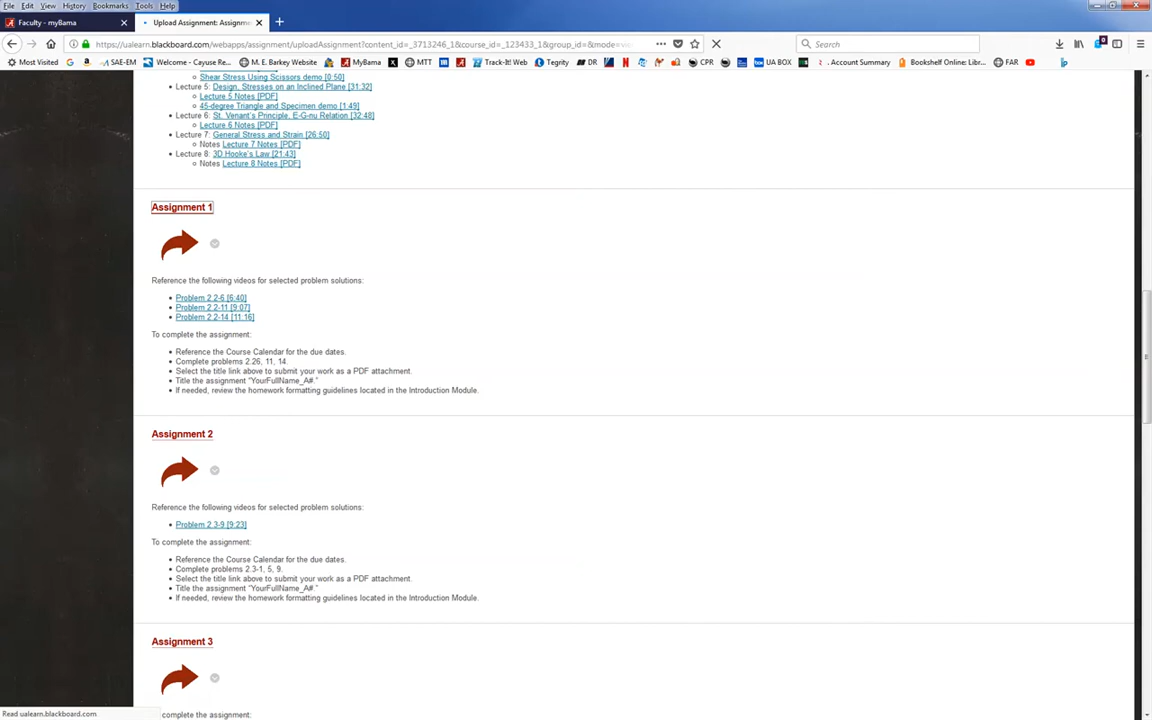 File Edit View History Bookmarks Tools Help
Faculty - myBama
Upload Assignment: Assignm
https://ualearn.blackboard.com/webapps/assignment/uploadAssignment?content_id=_3713246_1&course_id=_123433_1&group_id=&mode=v
Search
Most Visited SAE-EM Welcome - Cayuse Re... M. E. Barkey Website MyBama MTT Track-It! Web Tegrity DR CPR UA BOX . Account Summary Bookshelf Online: Libr... FAR
Shear Stress Using Scissors demo [0:50]
Lecture 5: Design, Stresses on an Inclined Plane [31:32]
Lecture 5 Notes [PDF]
45-degree Triangle and Specimen demo [1:49]
Lecture 6: St. Venant's Principle, E-G-nu Relation [32:48]
Lecture 6 Notes [PDF]
Lecture 7: General Stress and Strain [26:50]
Notes Lecture 7 Notes [PDF]
Lecture 8: 3D Hooke's Law [21:43]
Notes Lecture 8 Notes [PDF]
Assignment 1
Reference the following videos for selected problem solutions:
Problem 2.2-6 [6:40]
Problem 2.2-11 [9:07]
Problem 2.2-14 [11:16]
To complete the assignment:
Reference the Course Calendar for the due dates.
Complete problems 2.26, 11, 14.
Select the title link above to submit your work as a PDF attachment.
Title the assignment "YourFullName_A#."
If needed, review the homework formatting guidelines located in the Introduction Module.
Assignment 2
Reference the following videos for selected problem solutions:
Problem 2.3-9 [9:23]
To complete the assignment:
Reference the Course Calendar for the due dates.
Complete problems 2.3-1, 5, 9.
Select the title link above to submit your work as a PDF attachment.
Title the assignment "YourFullName_A#."
If needed, review the homework formatting guidelines located in the Introduction Module.
Assignment 3
complete the assignment:
Read ualearn.blackboard.com